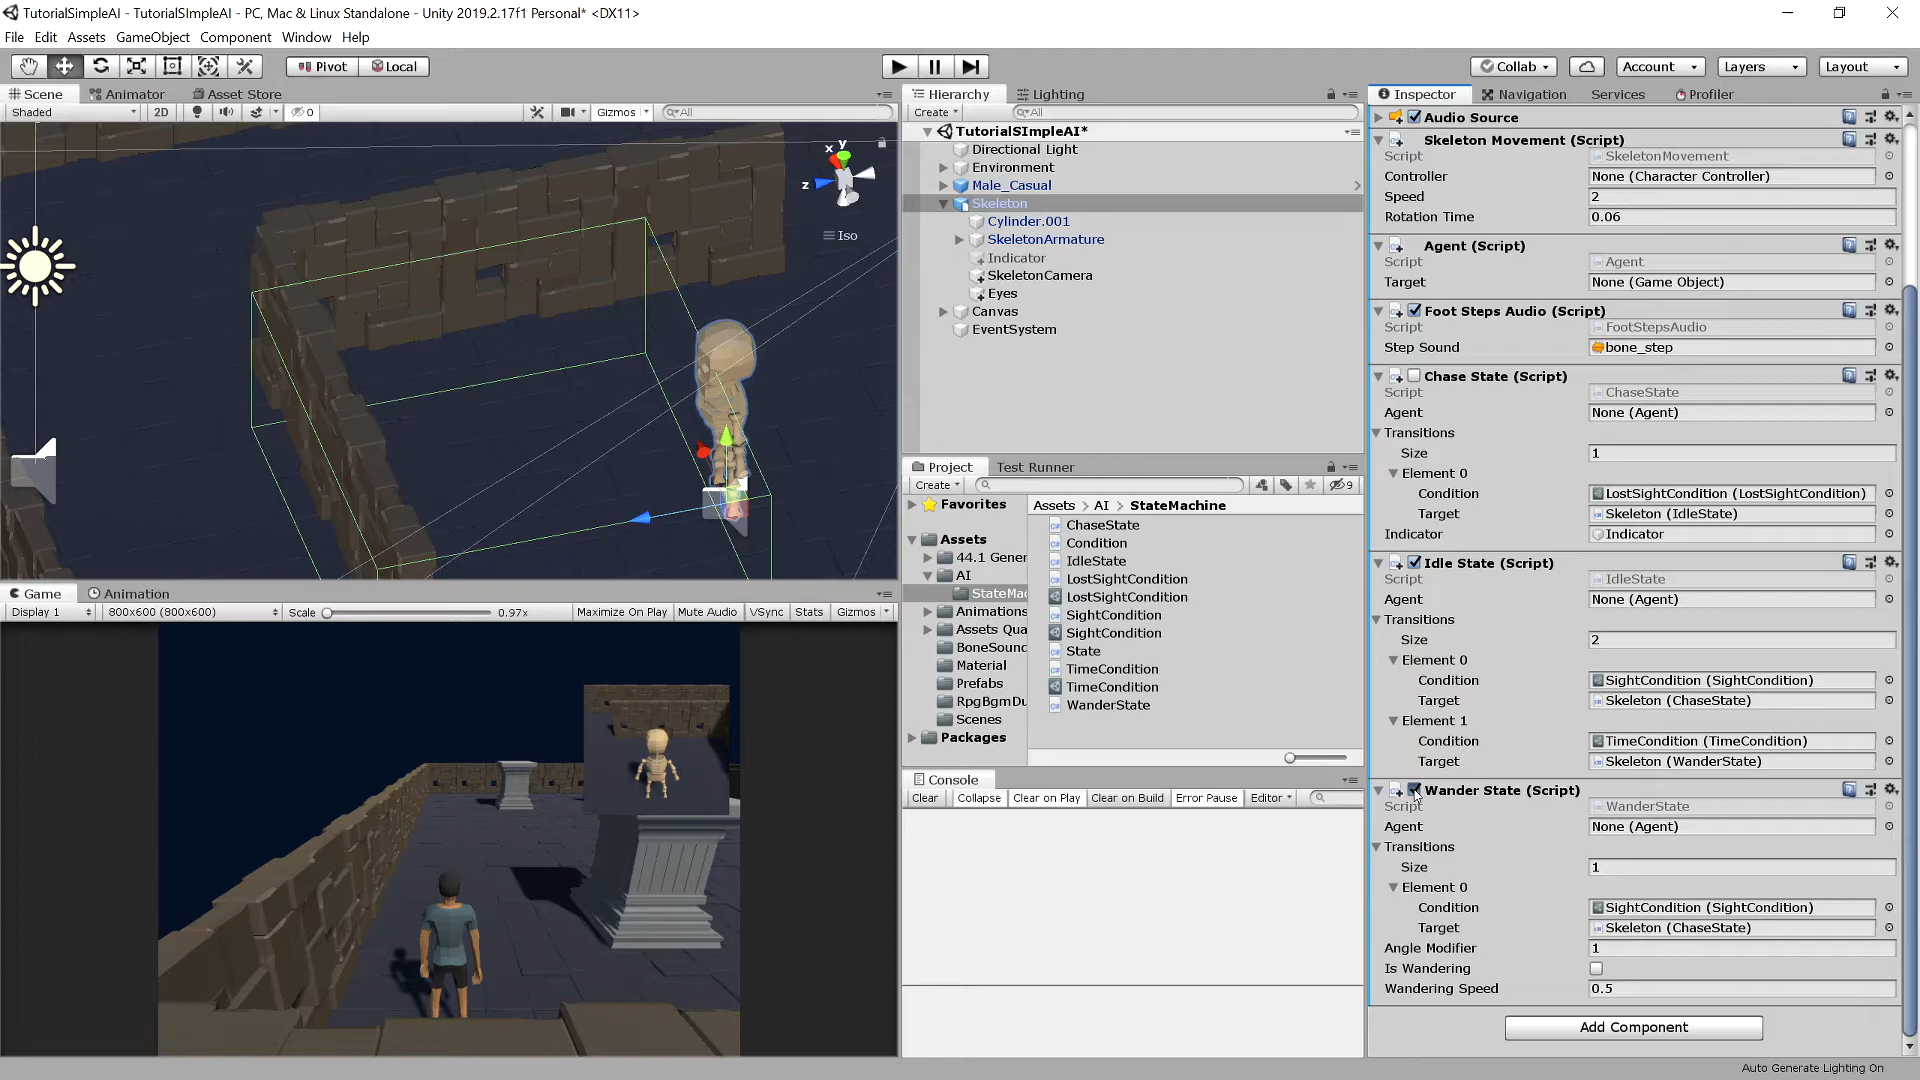 TutorialSimpleAI - TutorialSImpleAI - PC, Mac & Linux Standalone - Unity 2019.2.17f1 Personal* <DX11>
File Edit Assets GameObject Component Window Help
Pivot Local
Collab Account Layers Layout
Scene Animator Asset Store
Shaded 2D 0 Gizmos All
y
x
z
Iso
Hierarchy Lighting
Create All
TutorialSImpleAI*
Directional Light
Environment
Male_Casual
Skeleton
Cylinder.001
SkeletonArmature
Indicator
SkeletonCamera
Eyes
Canvas
EventSystem
Project Test Runner
Create 9
Favorites
Assets
44.1 Gener
AI
StateMac
Animations
Assets Qua
BoneSound
Material
Prefabs
RpgBgmDu
Scenes
Packages
Assets > AI > StateMachine
ChaseState
Condition
IdleState
LostSightCondition
LostSightCondition
SightCondition
SightCondition
State
TimeCondition
TimeCondition
WanderState
Game Animation
Display 1 800x600 (800x600) Scale 0.97x Maximize On Play Mute Audio VSync Stats Gizmos
Console
Clear Collapse Clear on Play Clear on Build Error Pause Editor
Inspector Navigation Services Profiler
Audio Source
Skeleton Movement (Script)
Script SkeletonMovement
Controller None (Character Controller)
Speed 2
Rotation Time 0.06
Agent (Script)
Script Agent
Target None (Game Object)
Foot Steps Audio (Script)
Script FootStepsAudio
Step Sound bone_step
Chase State (Script)
Script ChaseState
Agent None (Agent)
Transitions
Size 1
Element 0
Condition LostSightCondition (LostSightCondition)
Target Skeleton (IdleState)
Indicator Indicator
Idle State (Script)
Script IdleState
Agent None (Agent)
Transitions
Size 2
Element 0
Condition SightCondition (SightCondition)
Target Skeleton (ChaseState)
Element 1
Condition TimeCondition (TimeCondition)
Target Skeleton (WanderState)
Wander State (Script)
Script WanderState
Agent None (Agent)
Transitions
Size 1
Element 0
Condition SightCondition (SightCondition)
Target Skeleton (ChaseState)
Angle Modifier 1
Is Wandering
Wandering Speed 0.5
Add Component
Auto Generate Lighting On